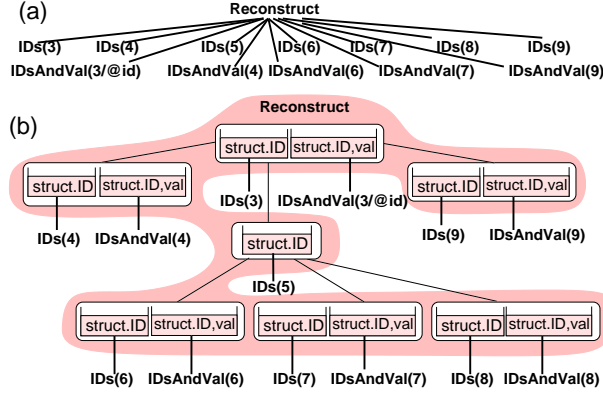 (a)
Reconstruct
IDs(3) IDs(4) IDs(5) IDs(6) IDs(7) IDs(8) IDs(9)
IDsAndVal(3/@id) IDsAndVal(4) IDsAndVal(6) IDsAndVal(7) IDsAndVal(9)
(b)
Reconstruct
struct.ID struct.ID,val
struct.ID struct.ID,val struct.ID struct.ID,val
IDs(3) IDsAndVal(3/@id)
IDs(4) IDsAndVal(4) IDs(9) IDsAndVal(9)
struct.ID
IDs(5)
struct.ID struct.ID,val struct.ID struct.ID,val struct.ID struct.ID,val
IDs(6) IDsAndVal(6) IDs(7) IDsAndVal(7) IDs(8) IDsAndVal(8)